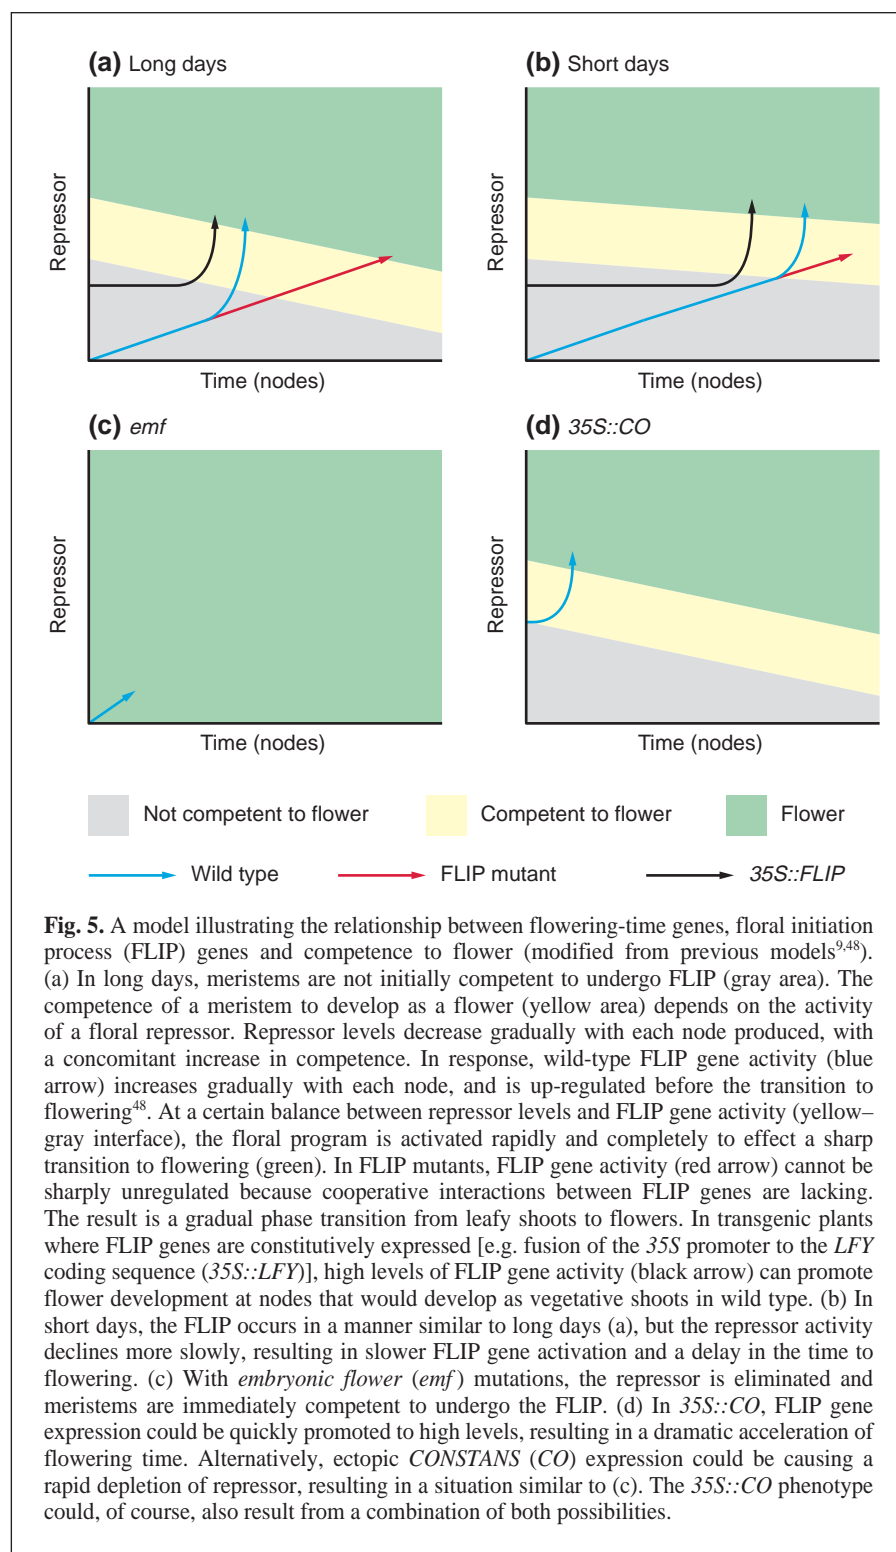 (a) Long days
(b) Short days
Repressor
Time (nodes)
Repressor
Time (nodes)
(c) emf
(d) 35S::CO
Repressor
Time (nodes)
Repressor
Time (nodes)
Not competent to flower
Competent to flower
Flower
Wild type
FLIP mutant
35S::FLIP
Fig. 5. A model illustrating the relationship between flowering-time genes, floral initiation
process (FLIP) genes and competence to flower (modified from previous models9,48).
(a) In long days, meristems are not initially competent to undergo FLIP (gray area). The
competence of a meristem to develop as a flower (yellow area) depends on the activity
of a floral repressor. Repressor levels decrease gradually with each node produced, with
a concomitant increase in competence. In response, wild-type FLIP gene activity (blue
arrow) increases gradually with each node, and is up-regulated before the transition to
flowering48. At a certain balance between repressor levels and FLIP gene activity (yellow–
gray interface), the floral program is activated rapidly and completely to effect a sharp
transition to flowering (green). In FLIP mutants, FLIP gene activity (red arrow) cannot be
sharply unregulated because cooperative interactions between FLIP genes are lacking.
The result is a gradual phase transition from leafy shoots to flowers. In transgenic plants
where FLIP genes are constitutively expressed [e.g. fusion of the 35S promoter to the LFY
coding sequence (35S::LFY)], high levels of FLIP gene activity (black arrow) can promote
flower development at nodes that would develop as vegetative shoots in wild type. (b) In
short days, the FLIP occurs in a manner similar to long days (a), but the repressor activity
declines more slowly, resulting in slower FLIP gene activation and a delay in the time to
flowering. (c) With embryonic flower (emf) mutations, the repressor is eliminated and
meristems are immediately competent to undergo the FLIP. (d) In 35S::CO, FLIP gene
expression could be quickly promoted to high levels, resulting in a dramatic acceleration of
flowering time. Alternatively, ectopic CONSTANS (CO) expression could be causing a
rapid depletion of repressor, resulting in a situation similar to (c). The 35S::CO phenotype
could, of course, also result from a combination of both possibilities.